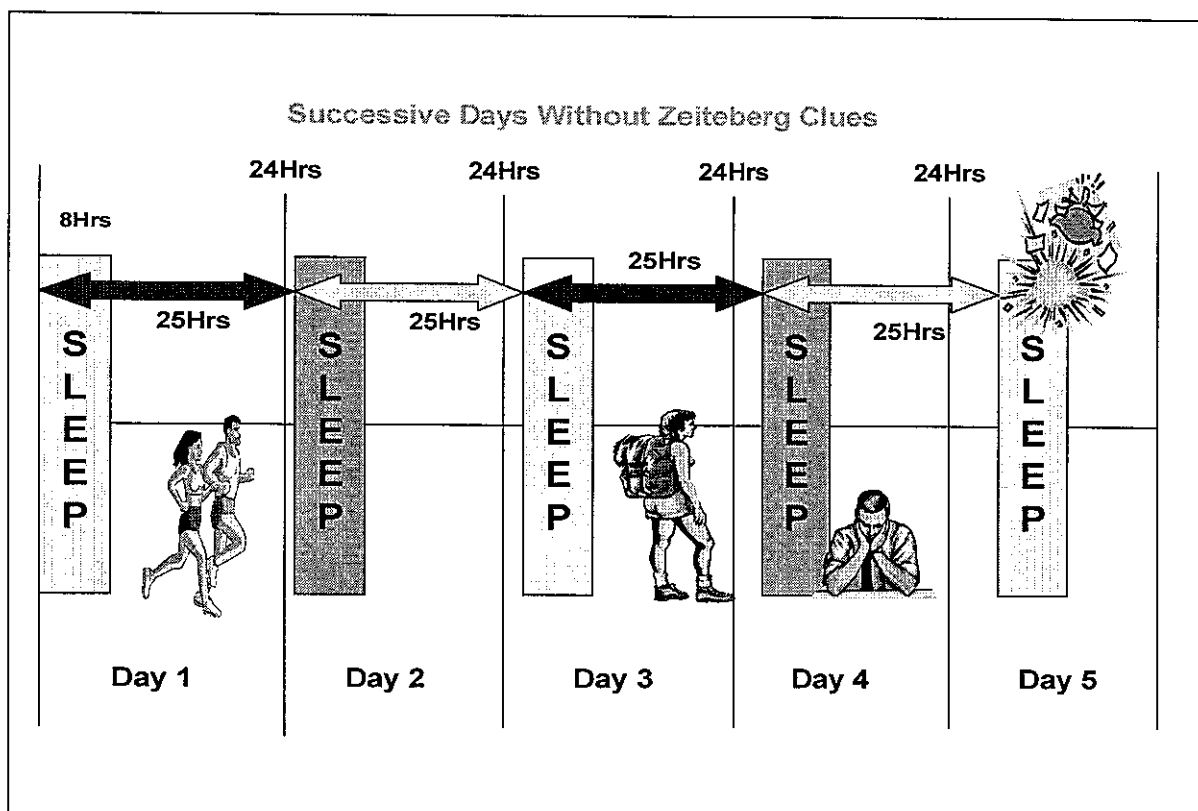 Successive Days Without Zeiteberg Clues
24Hrs 24Hrs 24Hrs 24Hrs
8Hrs
25Hrs
25Hrs
25Hrs
25Hrs
SLEEP
SLEEP
SLEEP
SLEEP
SLEEP
Day 1 Day 2 Day 3 Day 4 Day 5